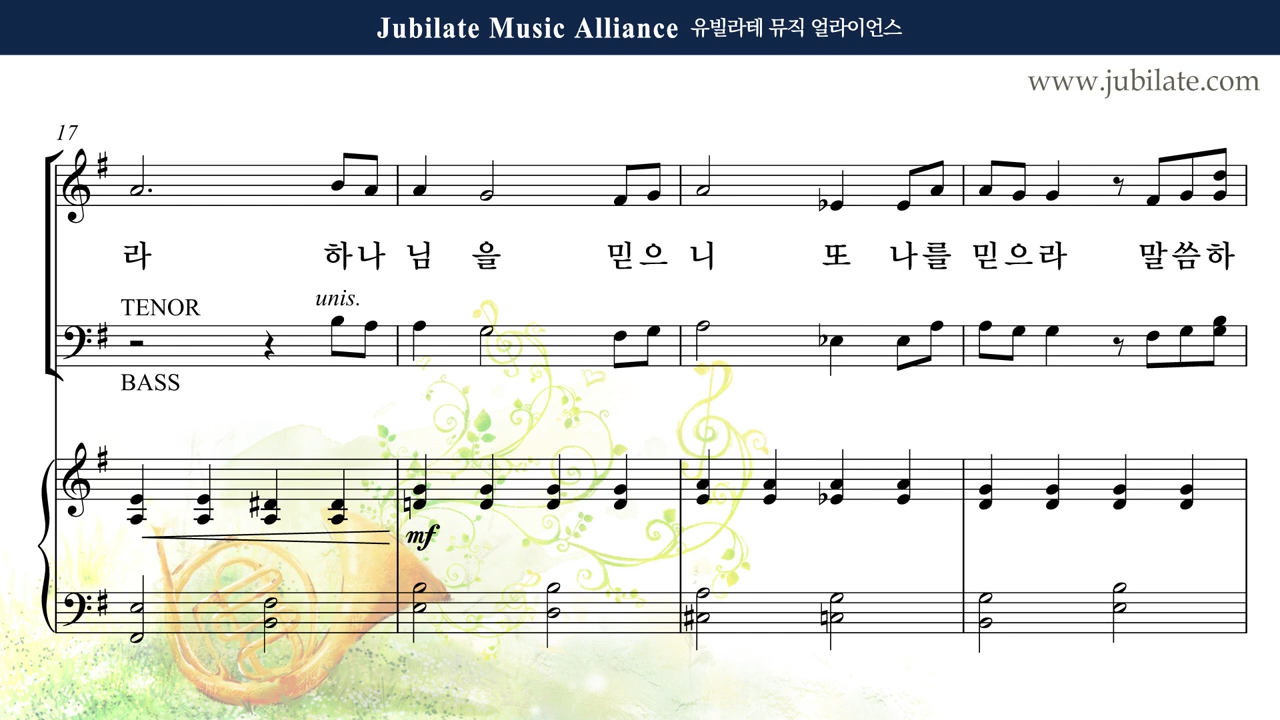 Jubilate Music Alliance 유빌라테 뮤직 얼라이언스
www.jubilate.com
17
라 하나 님 을 믿으 니 또 나를 믿으라 말씀하
TENOR unis.
BASS
mf